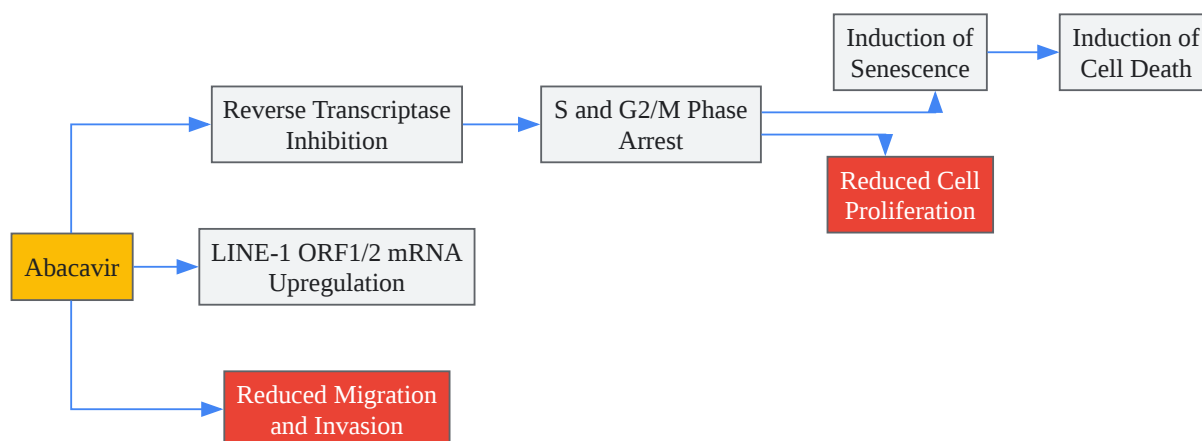 Induction of
Senescence
Induction of
Cell Death
Reverse Transcriptase
Inhibition
S and G2/M Phase
Arrest
Reduced Cell
Proliferation
Abacavir
LINE-1 ORF1/2 mRNA
Upregulation
Reduced Migration
and Invasion